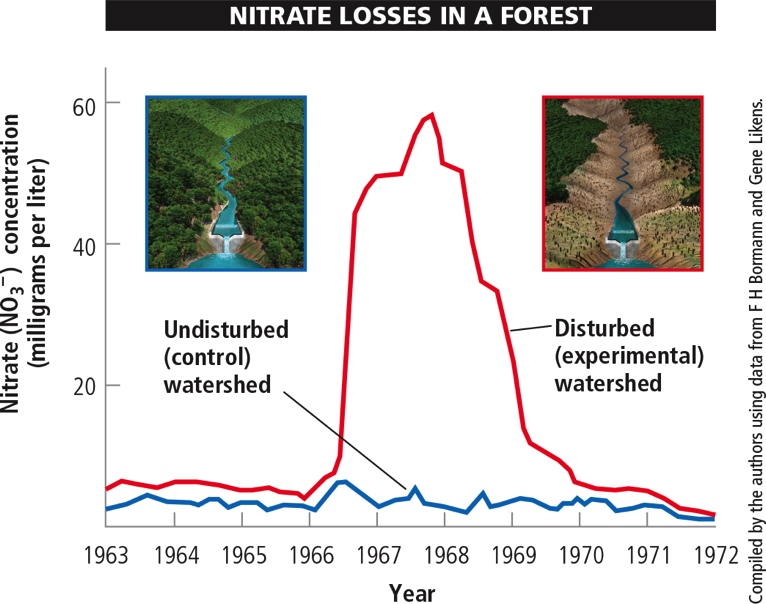 NITRATE LOSSES IN A FOREST
Nitrate (NO₃⁻) concentration
(milligrams per liter)
60
40
20
Undisturbed
(control)
watershed
Disturbed
(experimental)
watershed
1963 1964 1965 1966 1967 1968 1969 1970 1971 1972
Year
Compiled by the authors using data from F H Bormann and Gene Likens.